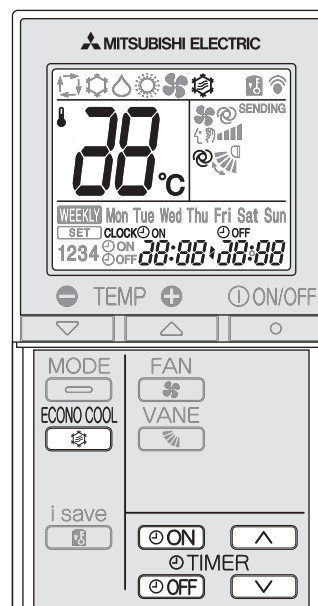 MITSUBISHI ELECTRIC
SENDING
88°C
WEEKLY Mon Tue Wed Thu Fri Sat Sun
SET CLOCK ON OFF
1234 ON 88:88 88:88
OFF
TEMP ON/OFF
MODE FAN
ECONO COOL VANE
i save
ON
TIMER
OFF